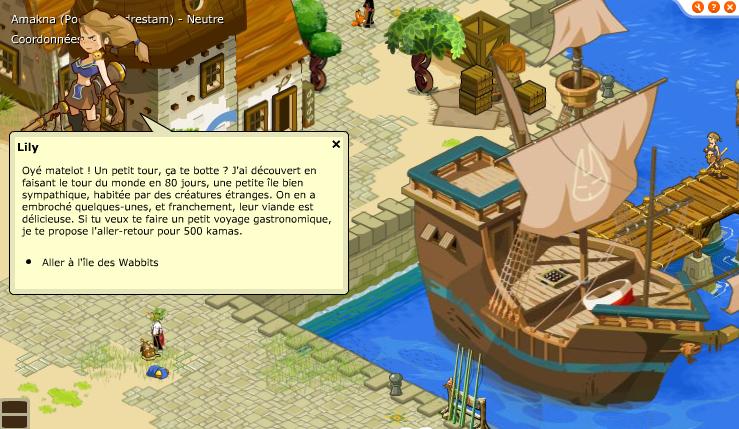 Amakna (Po drestam) - Neutre
Coordonnées
Lily
Oyé matelot ! Un petit tour, ça te botte ? J'ai découvert en
faisant le tour du monde en 80 jours, une petite île bien
sympathique, habitée par des créatures étranges. On en a
embroché quelques-unes, et franchement, leur viande est
délicieuse. Si tu veux te faire un petit voyage gastronomique,
je te propose l'aller-retour pour 500 kamas.
• Aller à l'île des Wabbits